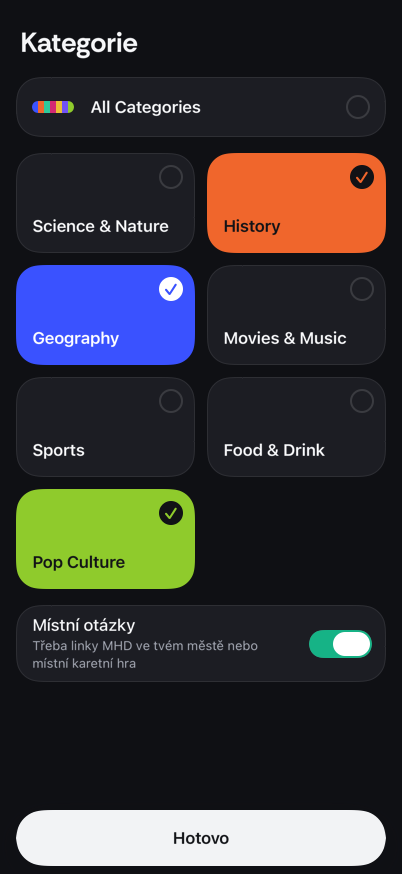 Kategorie
All Categories
Science & Nature
History
Geography
Movies & Music
Sports
Food & Drink
Pop Culture
Místní otázky
Třeba linky MHD ve tvém městě nebo
místní karetní hra
Hotovo